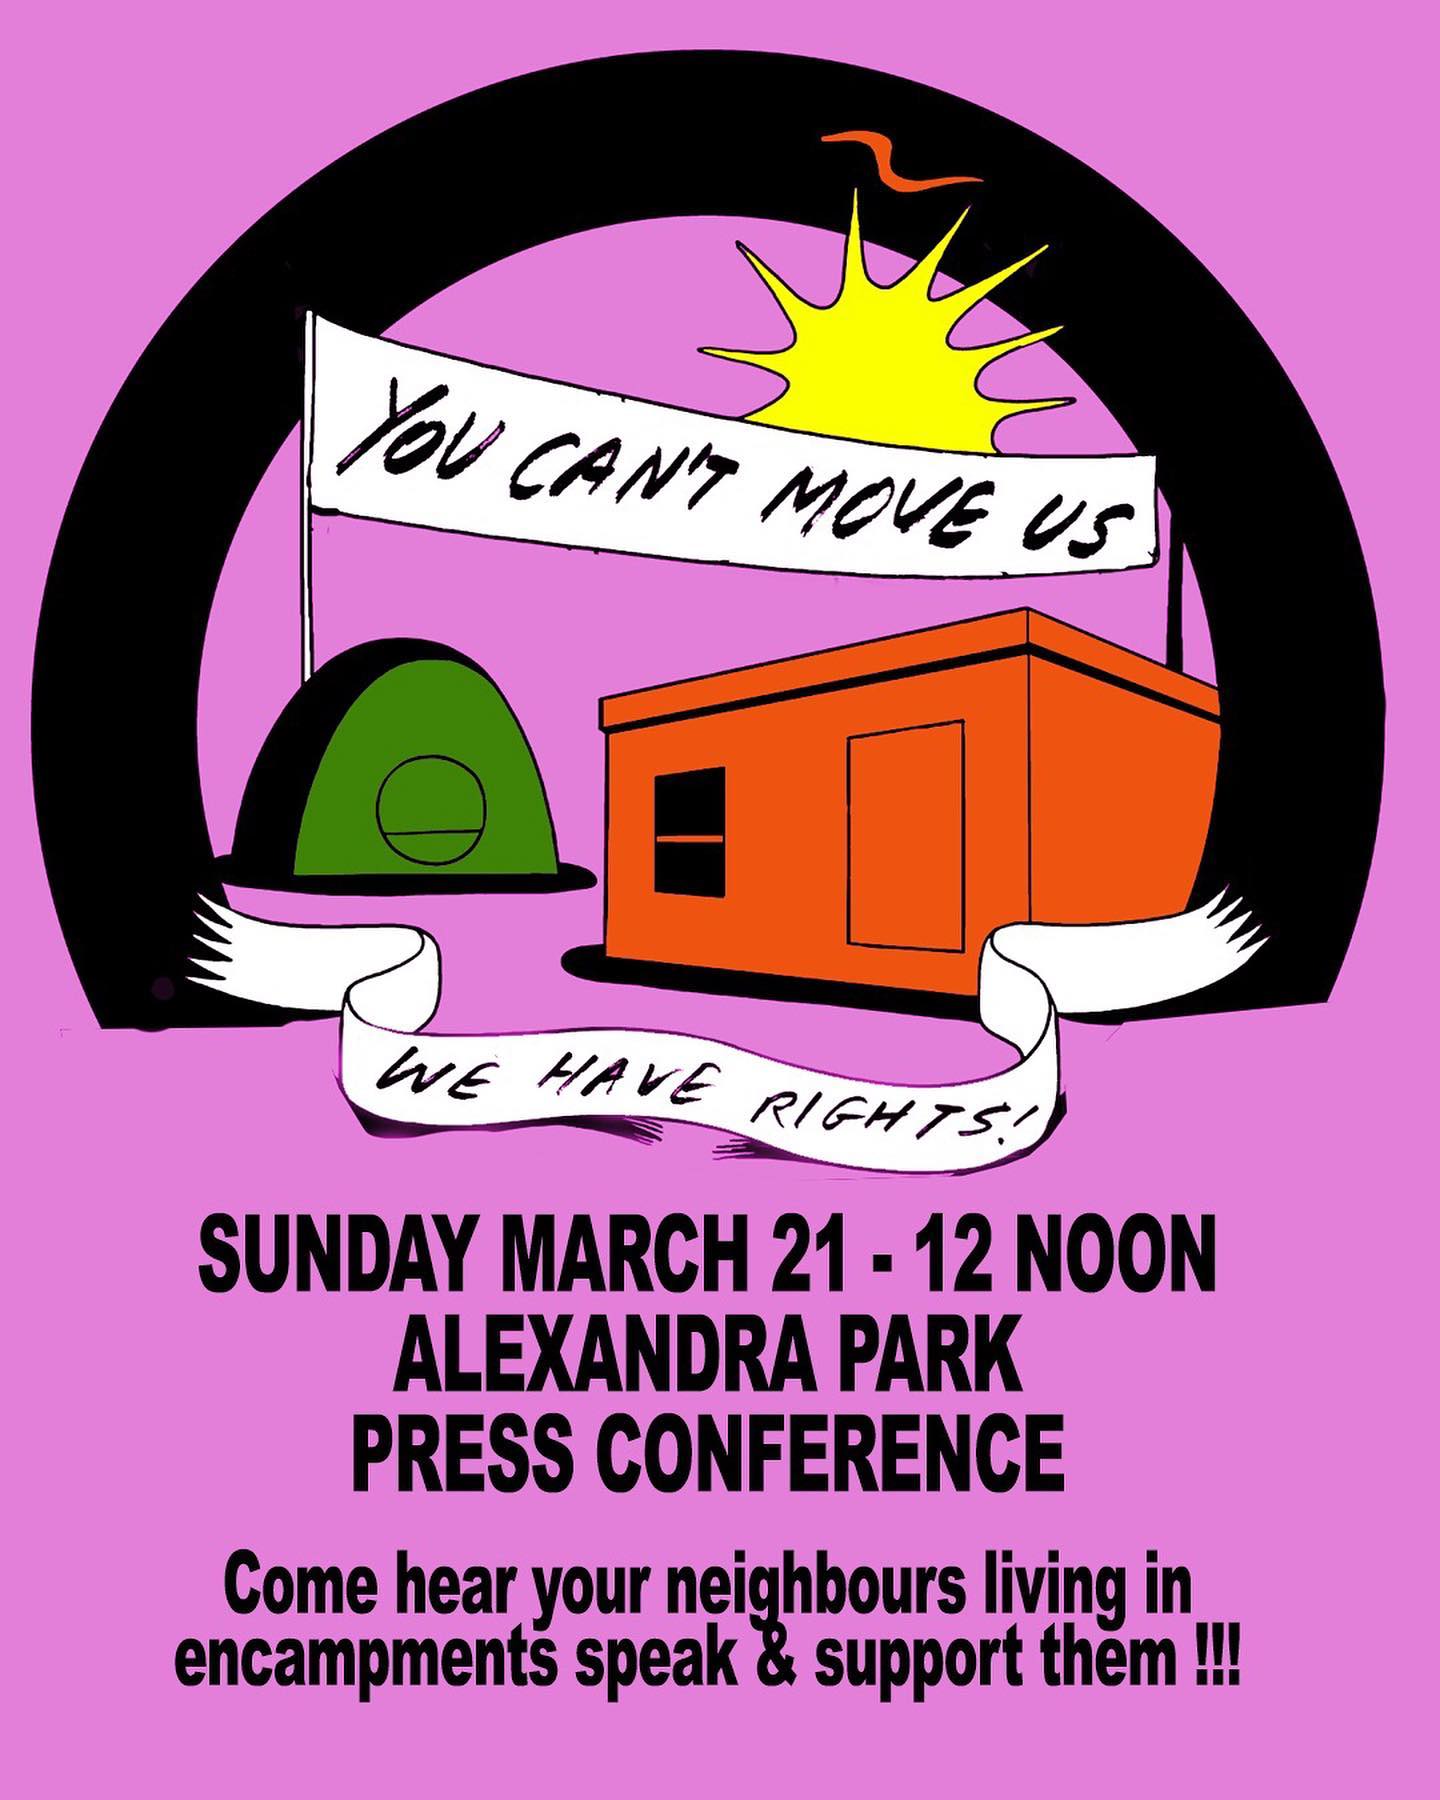 YOU CAN'T MOVE US
WE HAVE RIGHTS!
SUNDAY MARCH 21 - 12 NOON
ALEXANDRA PARK
PRESS CONFERENCE
Come hear your neighbours living in
encampments speak & support them !!!